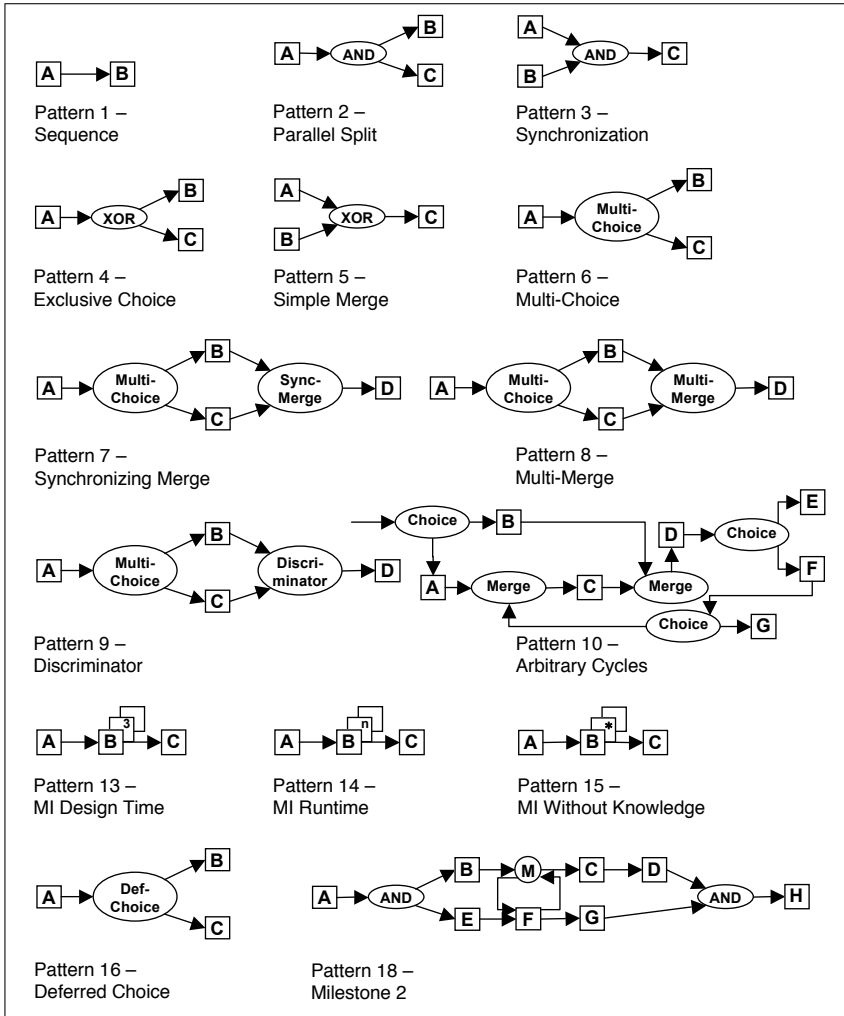 A B
Pattern 1 –
Sequence
A AND B C
Pattern 2 –
Parallel Split
A B AND C
Pattern 3 –
Synchronization
A XOR B C
Pattern 4 –
Exclusive Choice
A B XOR C
Pattern 5 –
Simple Merge
A Multi-
Choice B C
Pattern 6 –
Multi-Choice
A Multi-
Choice B C Sync-
Merge D
Pattern 7 –
Synchronizing Merge
A Multi-
Choice B C Multi-
Merge D
Pattern 8 –
Multi-Merge
A Multi-
Choice B C Discri-
minator D
Pattern 9 –
Discriminator
Choice B D Choice E
A Merge C Merge F
Choice G
Pattern 10 –
Arbitrary Cycles
A B 3 C
Pattern 13 –
MI Design Time
A B n C
Pattern 14 –
MI Runtime
A B * C
Pattern 15 –
MI Without Knowledge
A Def-
Choice B C
Pattern 16 –
Deferred Choice
B M C D
A AND AND H
E F G
Pattern 18 –
Milestone 2